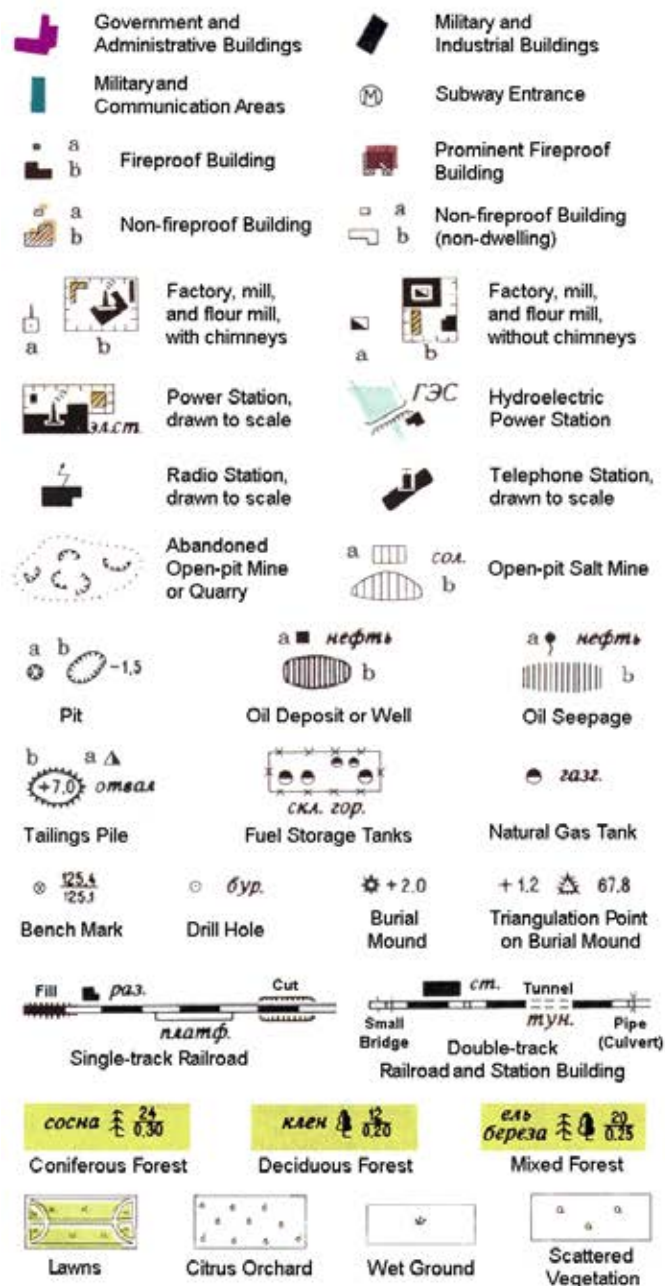 Government and
Administrative Buildings
Military and
Industrial Buildings
Military and
Communication Areas
М
Subway Entrance
a
b
Fireproof Building
Prominent Fireproof
Building
a
b
Non-fireproof Building
a
b
Non-fireproof Building
(non-dwelling)
a
b
Factory, mill,
and flour mill,
with chimneys
a
b
Factory, mill,
and flour mill,
without chimneys
эл.ст.
Power Station,
drawn to scale
ГЭС
Hydroelectric
Power Station
Radio Station,
drawn to scale
Telephone Station,
drawn to scale
Abandoned
Open-pit Mine
or Quarry
a
сол.
b
Open-pit Salt Mine
a b
-1,5
Pit
a нефть
b
Oil Deposit or Well
a нефть
b
Oil Seepage
b a
+7,0 отвал
Tailings Pile
скл. гор.
Fuel Storage Tanks
газг.
Natural Gas Tank
125.4
125.1
Bench Mark
бур.
Drill Hole
+2.0
Burial
Mound
+1.2 67.8
Triangulation Point
on Burial Mound
Fill раз. Cut
платф.
Single-track Railroad
ст. Tunnel
тун.
Small
Bridge
Pipe
(Culvert)
Double-track
Railroad and Station Building
сосна 24
0,30
Coniferous Forest
клен 12
0,20
Deciduous Forest
ель
береза 20
0,25
Mixed Forest
Lawns
Citrus Orchard
Wet Ground
Scattered
Vegetation